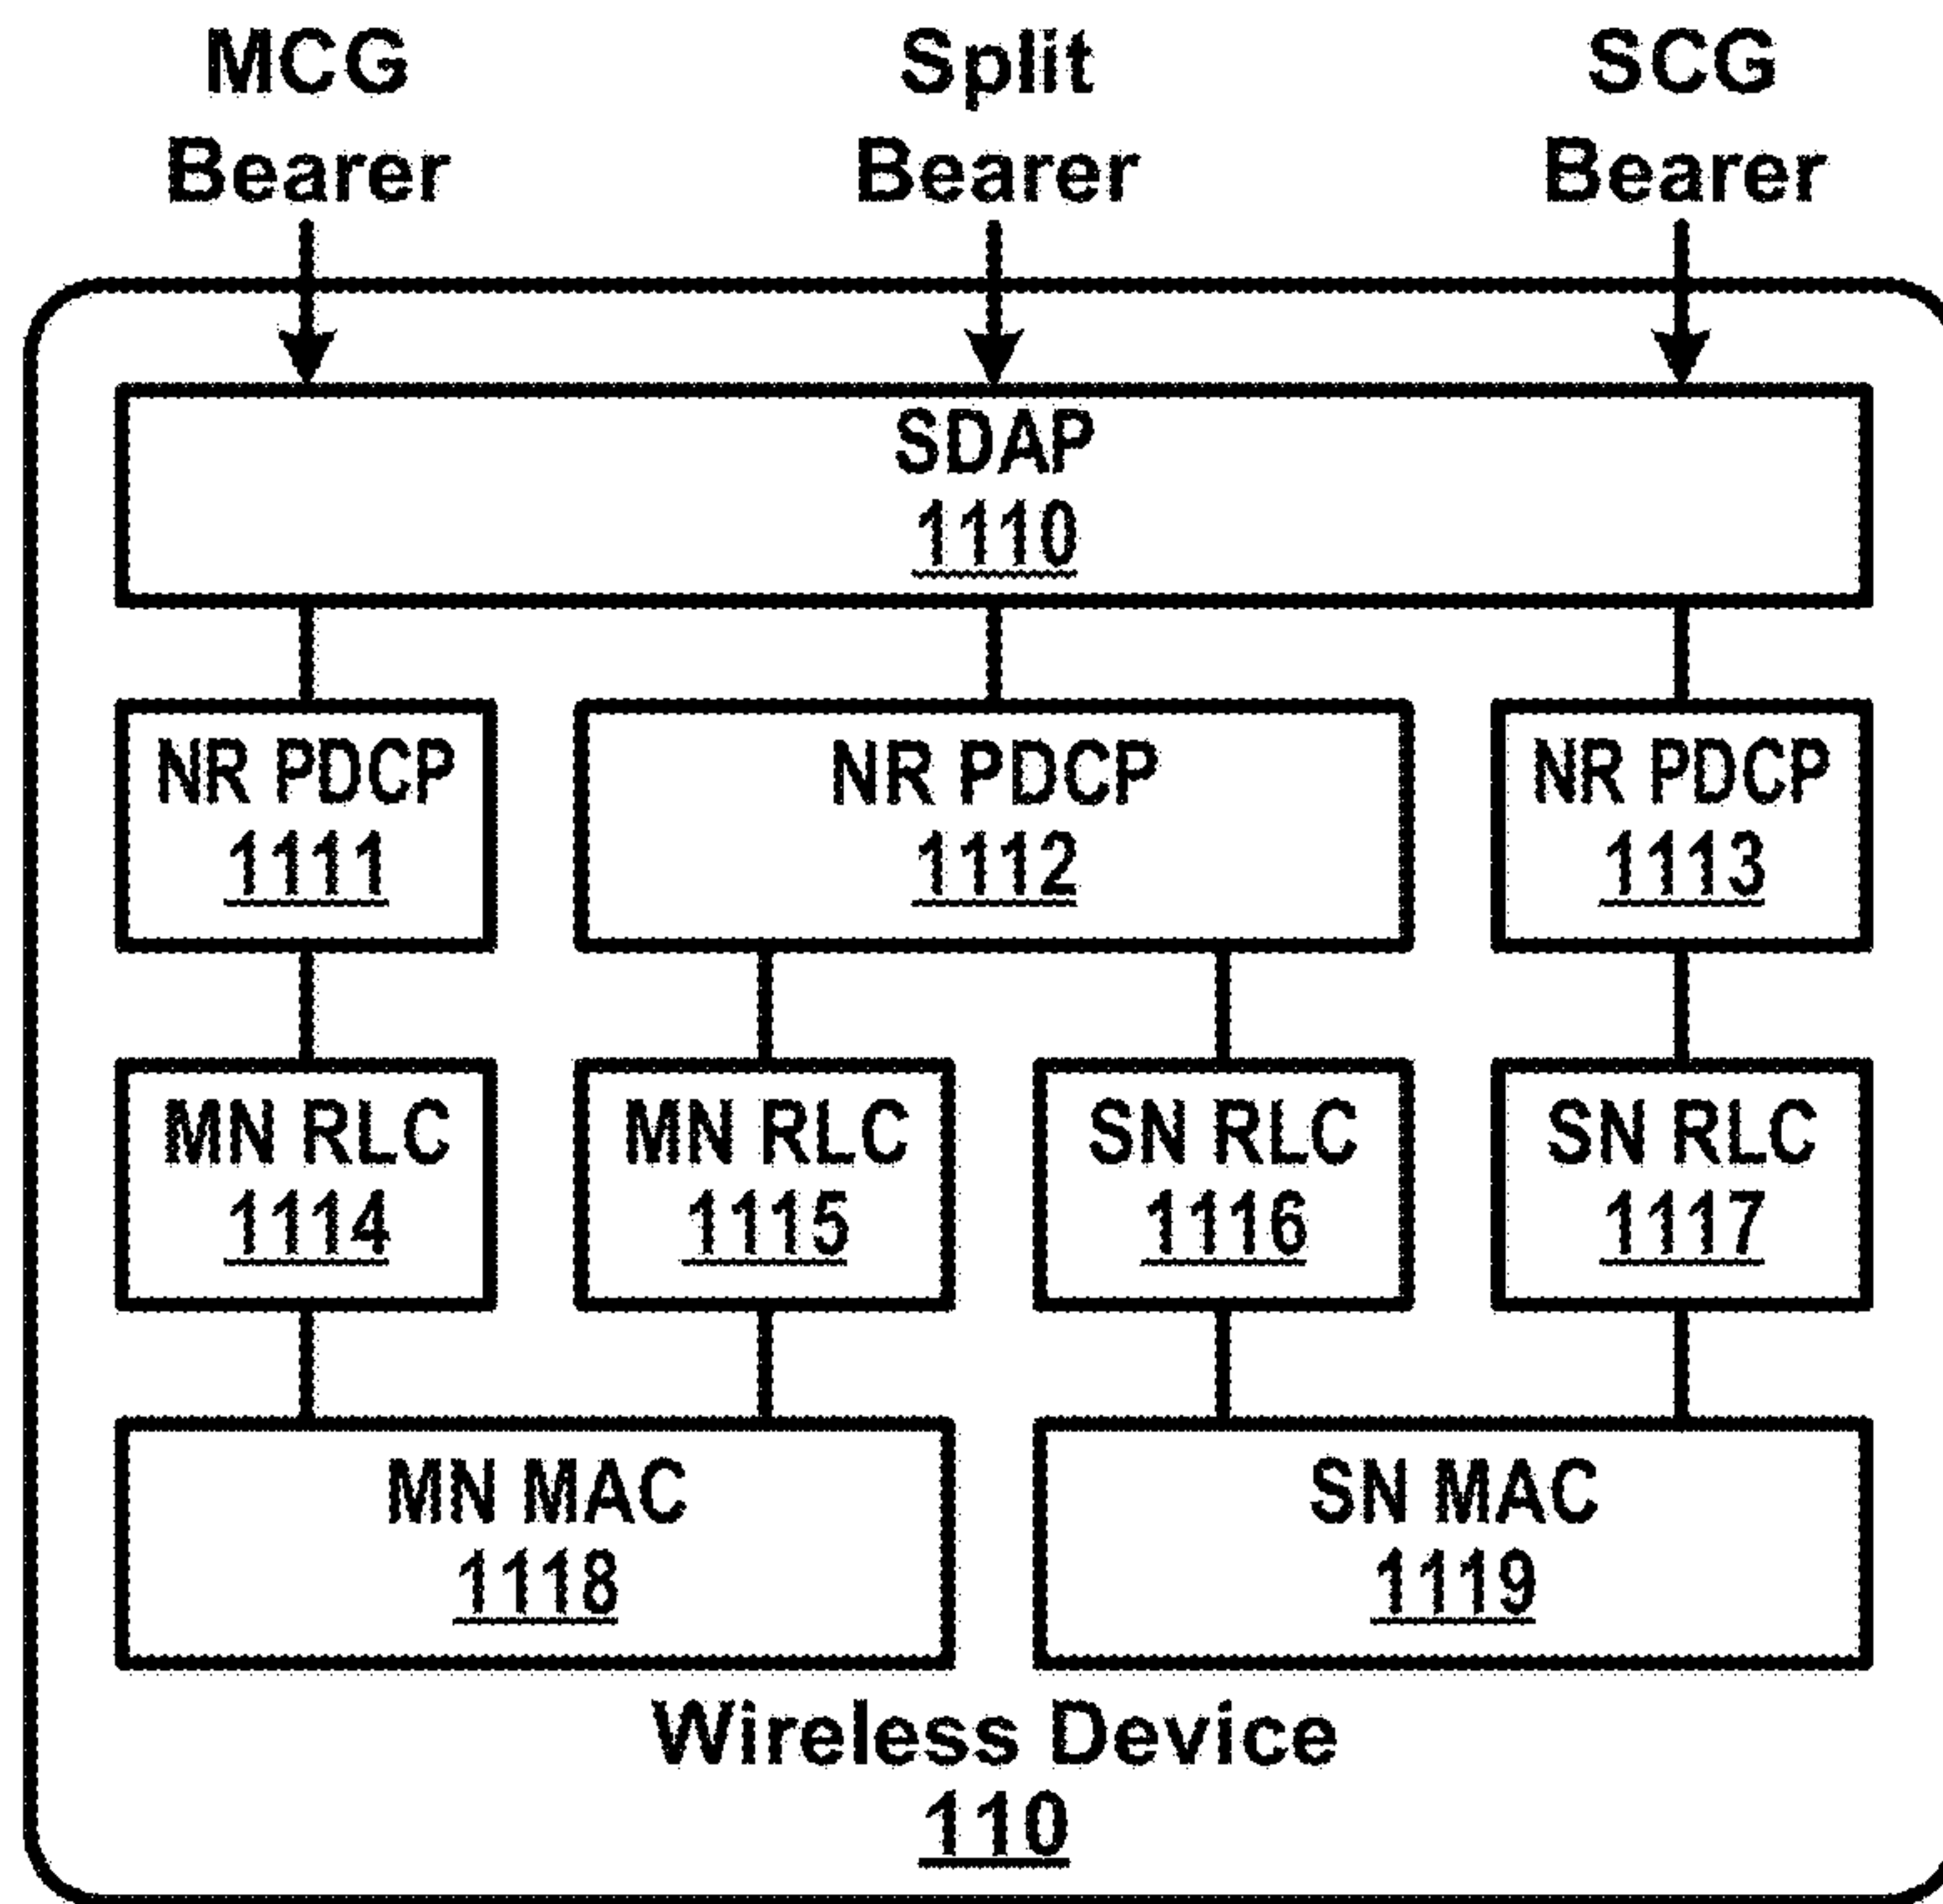 MCG Bearer
Split Bearer
SCG Bearer
SDAP
1110
NR PDCP
1111
NR PDCP
1112
NR PDCP
1113
MN RLC
1114
MN RLC
1115
SN RLC
1116
SN RLC
1117
MN MAC
1118
SN MAC
1119
Wireless Device
110